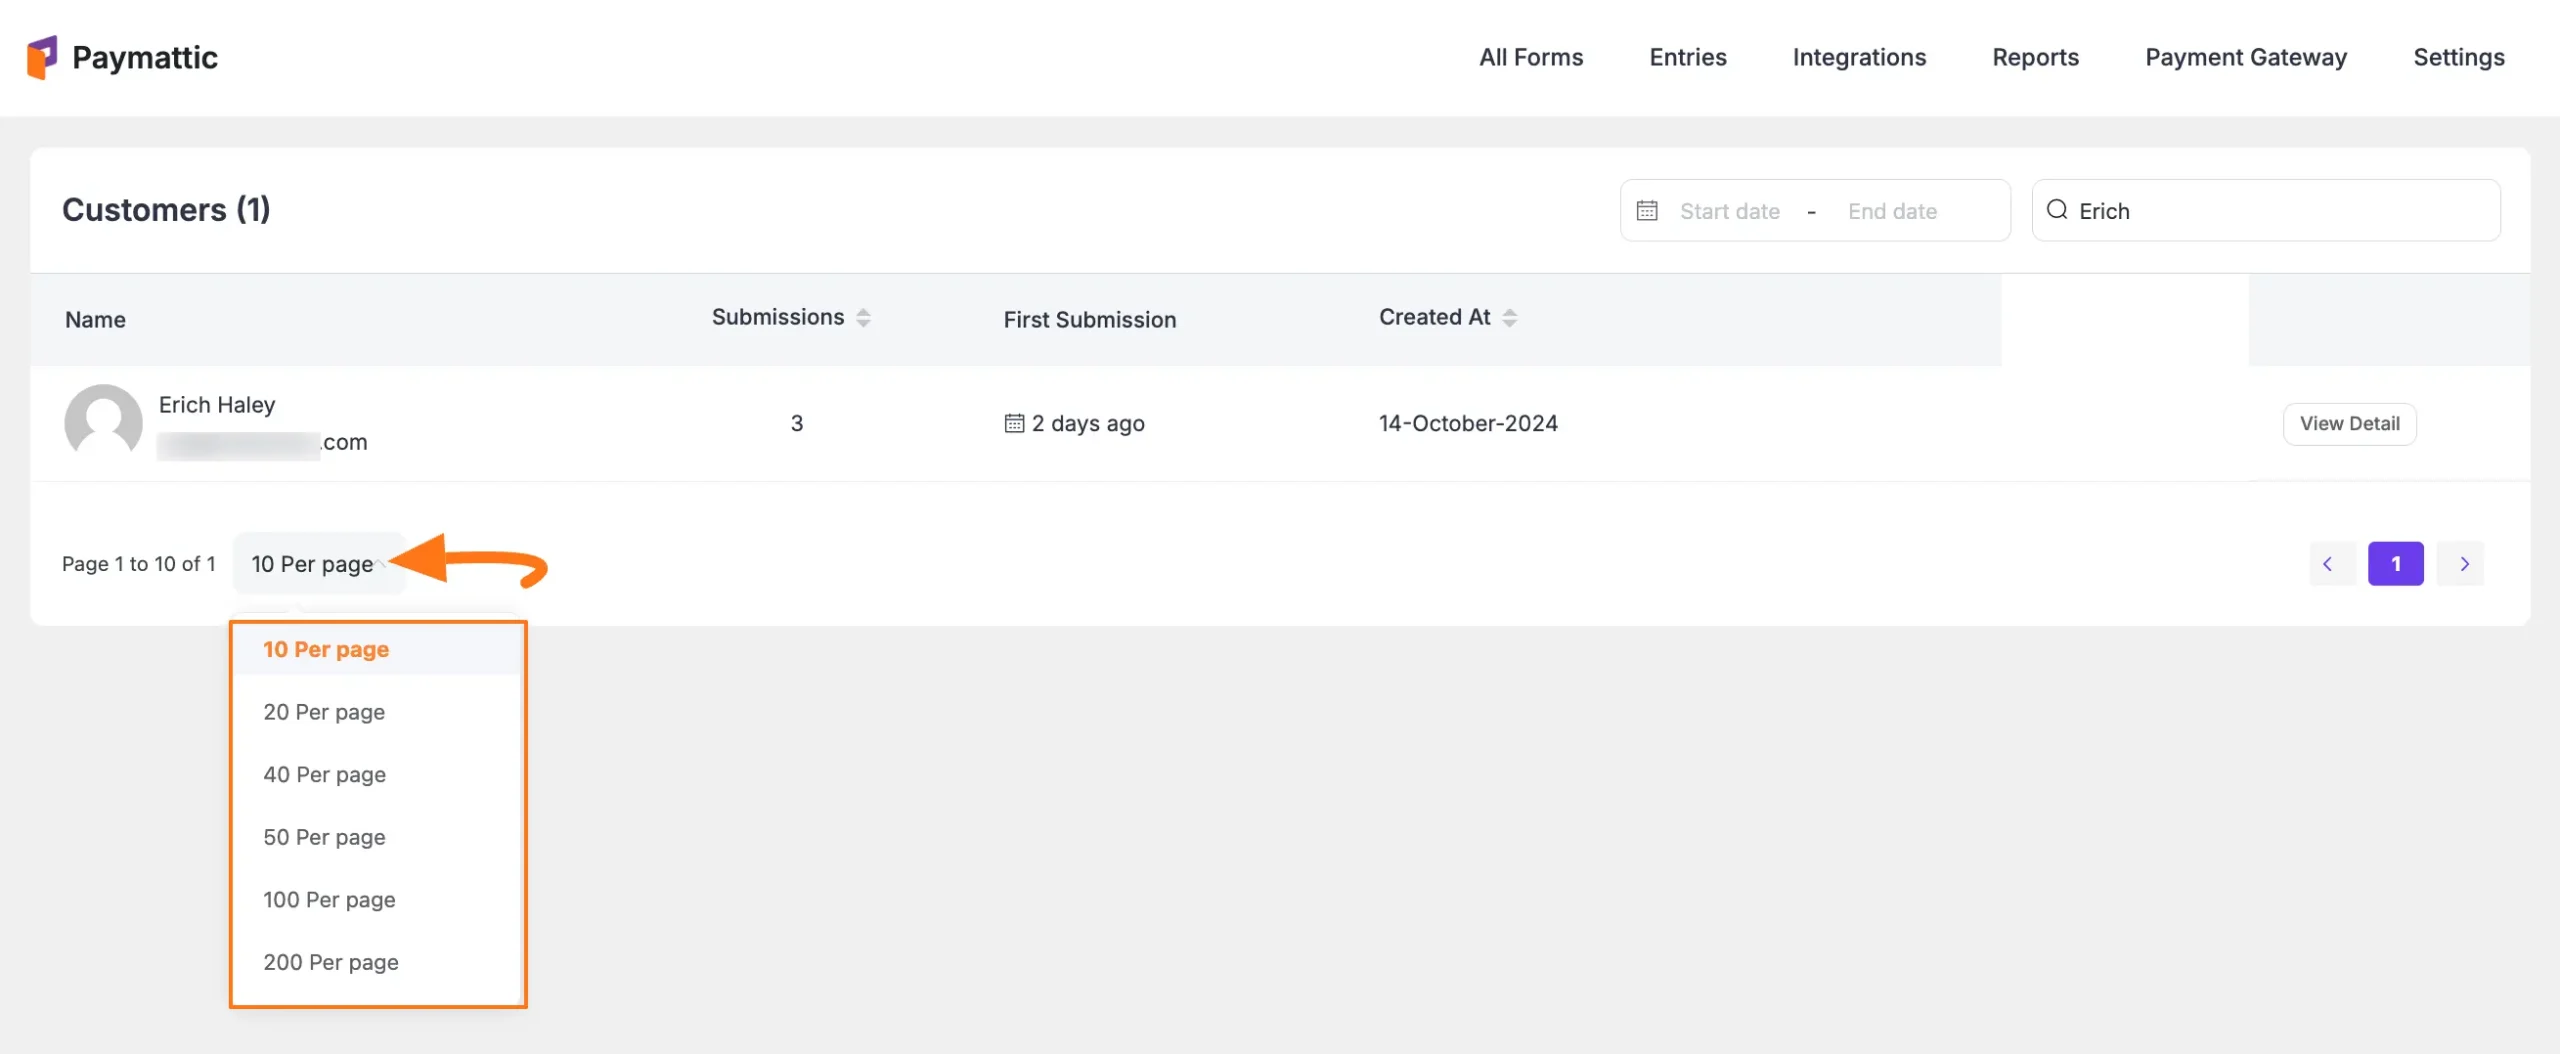 Paymattic
All Forms Entries Integrations Reports Payment Gateway Settings
Customers (1)
Start date - End date
Erich
Name Submissions First Submission Created At
Erich Haley
.com
3 2 days ago 14-October-2024 View Detail
Page 1 to 10 of 1 10 Per page 1
10 Per page
20 Per page
40 Per page
50 Per page
100 Per page
200 Per page